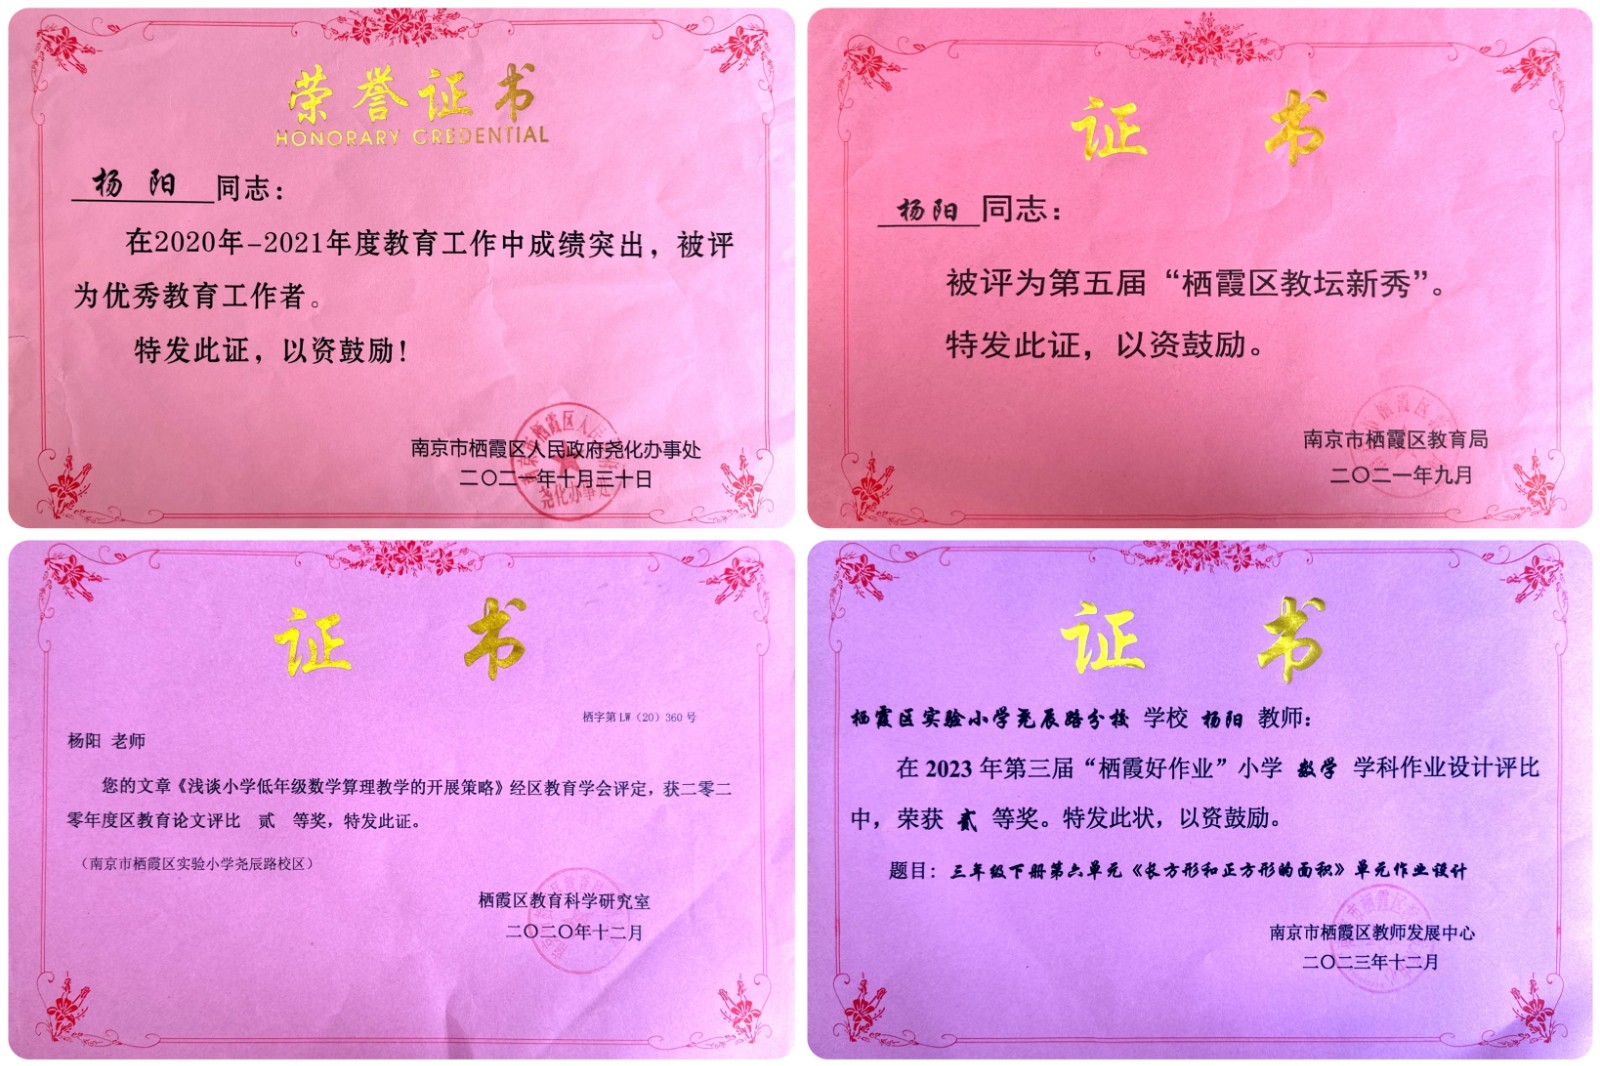 荣誉证书
HONORARY CREDENTIAL
杨阳 同志：
在2020年-2021年度教育工作中成绩突出，被评
为优秀教育工作者。
特发此证，以资鼓励！
南京市栖霞区人民政府尧化办事处
二〇二一年十月三十日
证书
杨阳 同志：
被评为第五届“栖霞区教坛新秀”。
特发此证，以资鼓励。
南京市栖霞区教育局
二〇二一年九月
证书
栖字第LW（20）360号
杨阳 老师
您的文章《浅谈小学低年级数学算理教学的开展策略》经区教育学会评定，获二零二
零年度区教育论文评比 贰 等奖，特发此证。
（南京市栖霞区实验小学尧辰路校区）
栖霞区教育科学研究室
二〇二〇年十二月
证书
栖霞区实验小学尧辰路分校 学校 杨阳 教师：
在 2023 年第三届“栖霞好作业”小学 数学 学科作业设计评比
中，荣获 贰 等奖。特发此状，以资鼓励。
题目：三年级下册第六单元《长方形和正方形的面积》单元作业设计
南京市栖霞区教师发展中心
二〇二三年十二月